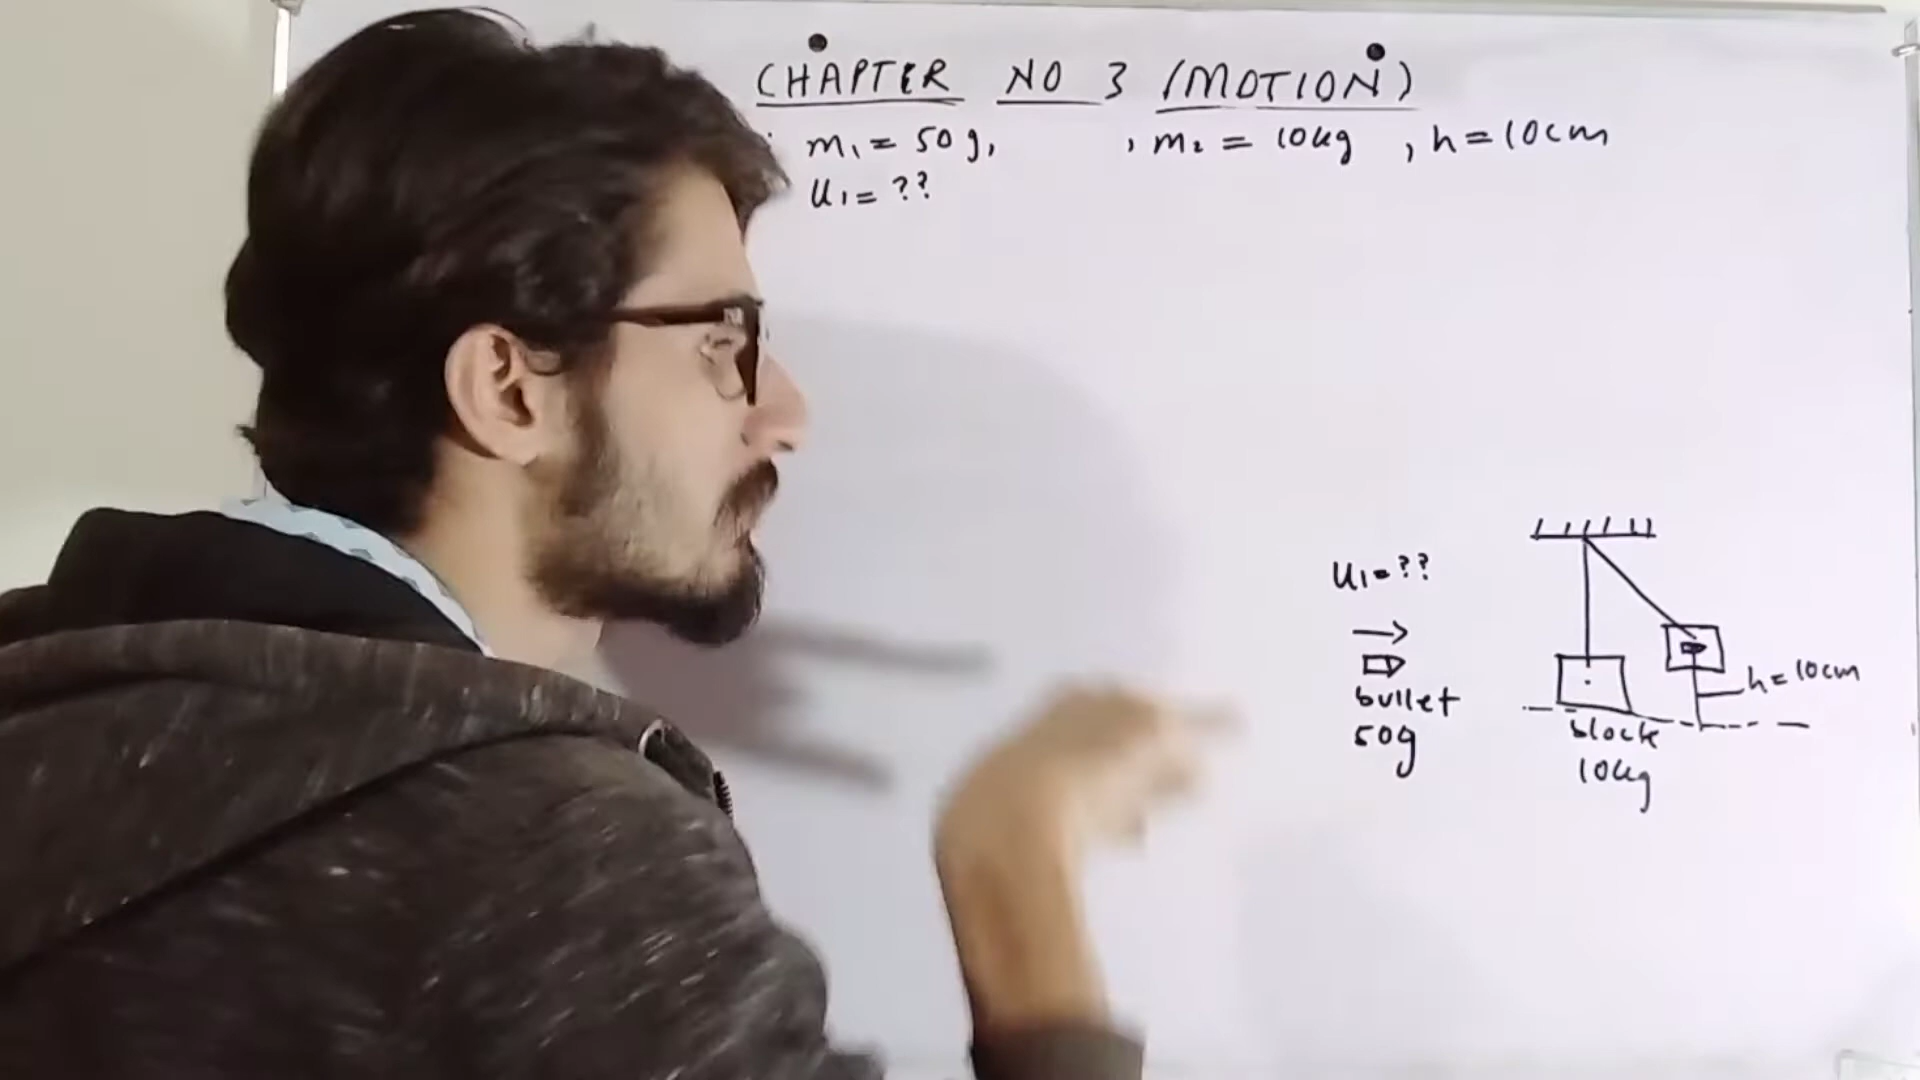 CHAPTER NO 3 (MOTION)
m₁ = 50g, , m₂ = 10kg , h = 10cm
u₁ = ??
u₁ = ??
bullet
50g
h = 10cm
block
10kg